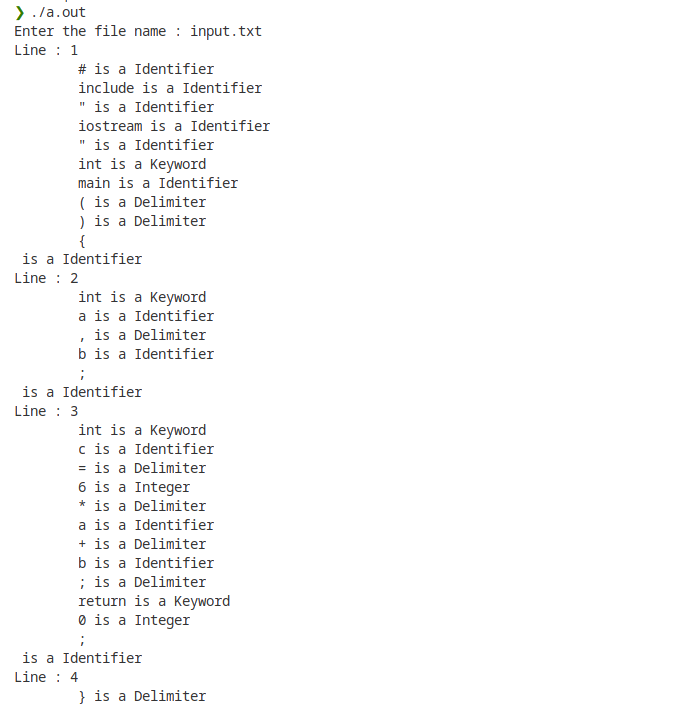 ❯ ./a.out
Enter the file name : input.txt
Line : 1
        # is a Identifier
        include is a Identifier
        " is a Identifier
        iostream is a Identifier
        " is a Identifier
        int is a Keyword
        main is a Identifier
        ( is a Delimiter
        ) is a Delimiter
        {
 is a Identifier
Line : 2
        int is a Keyword
        a is a Identifier
        , is a Delimiter
        b is a Identifier
        ;
 is a Identifier
Line : 3
        int is a Keyword
        c is a Identifier
        = is a Delimiter
        6 is a Integer
        * is a Delimiter
        a is a Identifier
        + is a Delimiter
        b is a Identifier
        ; is a Delimiter
        return is a Keyword
        0 is a Integer
        ;
 is a Identifier
Line : 4
        } is a Delimiter